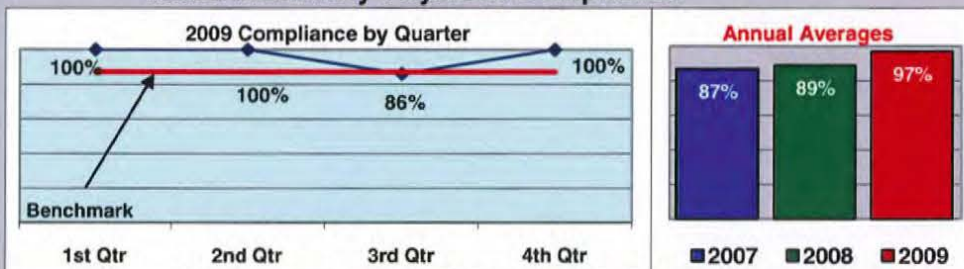 2009 Compliance by Quarter
100%
100%
86%
100%
Benchmark
1st Qtr 2nd Qtr 3rd Qtr 4th Qtr
Annual Averages
87% 89% 97%
2007 2008 2009